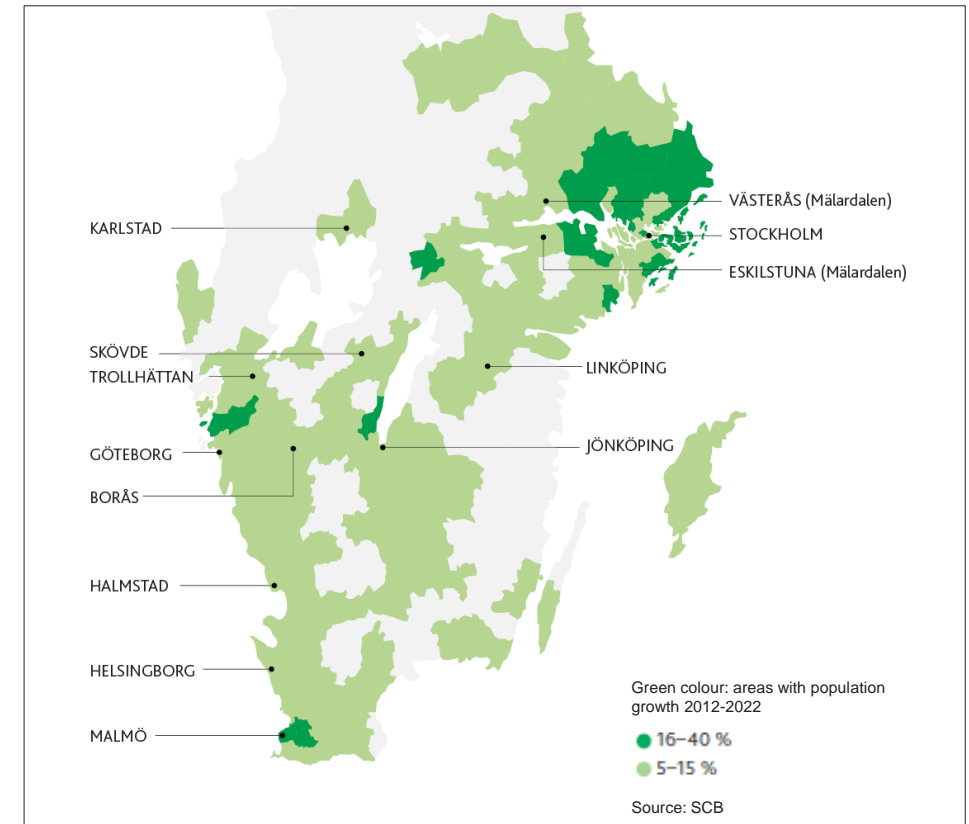 VÄSTERÅS (Mälardalen)
KARLSTAD
STOCKHOLM
ESKILSTUNA (Mälardalen)
SKÖVDE
LINKÖPING
TROLLHÄTTAN
JÖNKÖPING
GÖTEBORG
BORÅS
HALMSTAD
HELSINGBORG
MALMÖ
Green colour: areas with population
growth 2012-2022
16–40 %
5–15 %
Source: SCB